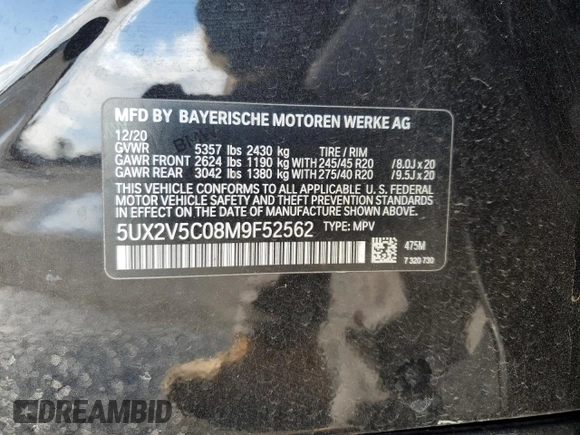 MFD BY BAYERISCHE MOTOREN WERKE AG
12/20
GVWR 5357 lbs 2430 kg TIRE / RIM
GAWR FRONT 2624 lbs 1190 kg WITH 245/45 R20 /8.0J x 20
GAWR REAR 3042 lbs 1380 kg WITH 275/40 R20 /9.5J x 20
THIS VEHICLE CONFORMS TO ALL APPLICABLE U. S. FEDERAL
MOTOR VEHICLE SAFETY AND THEFT PREVENTION STANDARDS
IN EFFECT ON THE DATE OF MANUFACTURE SHOWN ABOVE.
5UX2V5C08M9F52562 TYPE: MPV
475M
7 320 730
DREAMBID